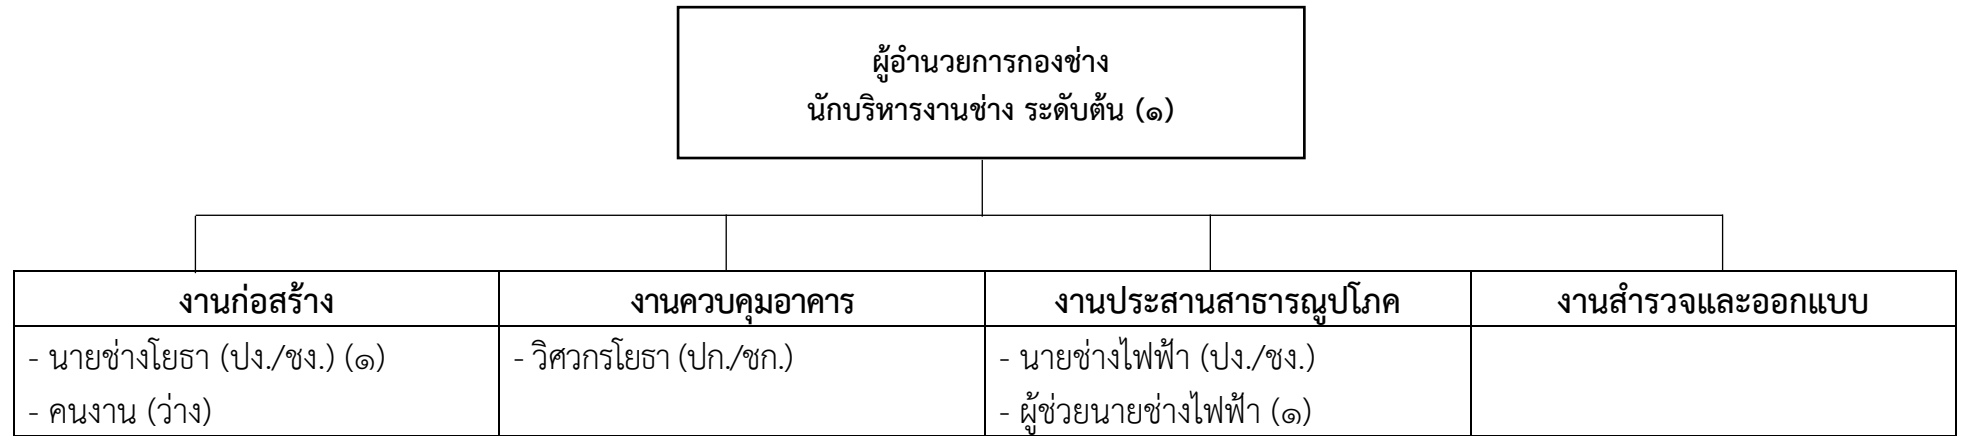 ผู้อำนวยการกองช่าง
นักบริหารงานช่าง ระดับต้น (๑)
งานก่อสร้าง
งานควบคุมอาคาร
งานประสานสาธารณูปโภค
งานสำรวจและออกแบบ
- นายช่างโยธา (ปง./ชง.) (๑)
- คนงาน (ว่าง)
- วิศวกรโยธา (ปก./ชก.)
- นายช่างไฟฟ้า (ปง./ชง.)
- ผู้ช่วยนายช่างไฟฟ้า (๑)